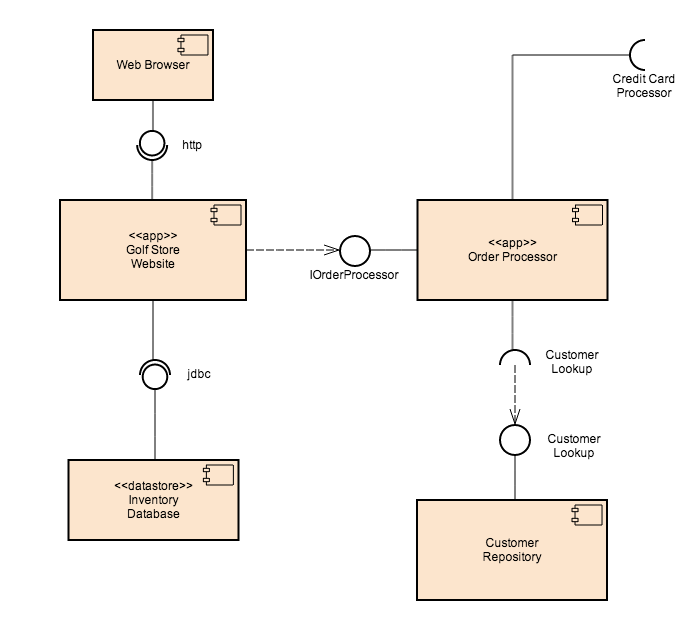 Web Browser
Credit Card
Processor
http
<<app>>
Golf Store
Website
<<app>>
Order Processor
IOrderProcessor
Customer
Lookup
jdbc
Customer
Lookup
<<datastore>>
Inventory
Database
Customer
Repository